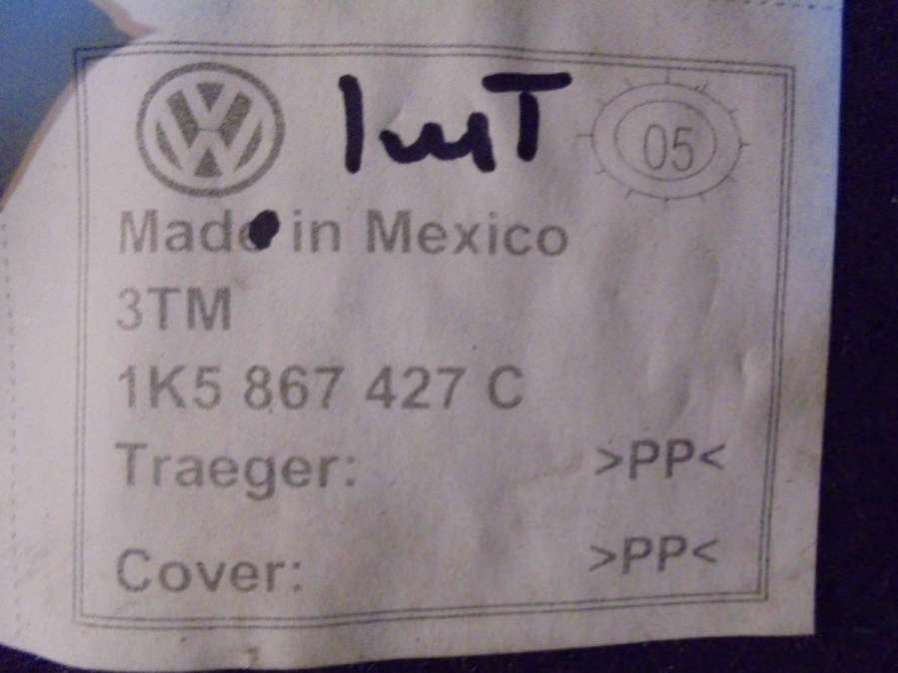 05
Made in Mexico
3TM
1K5 867 427 C
Traeger: >PP<
Cover: >PP<